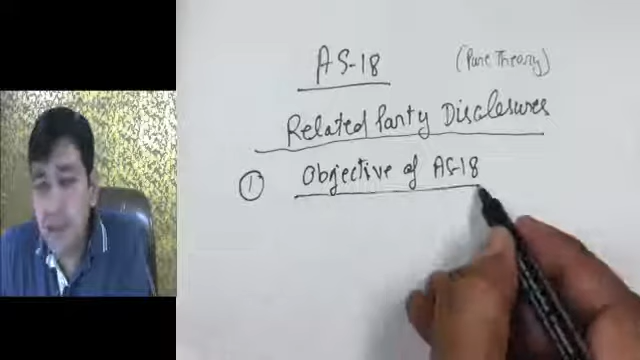 AS-18
(Pure Theory)
Related Party Disclosures
① Objective of AS-18